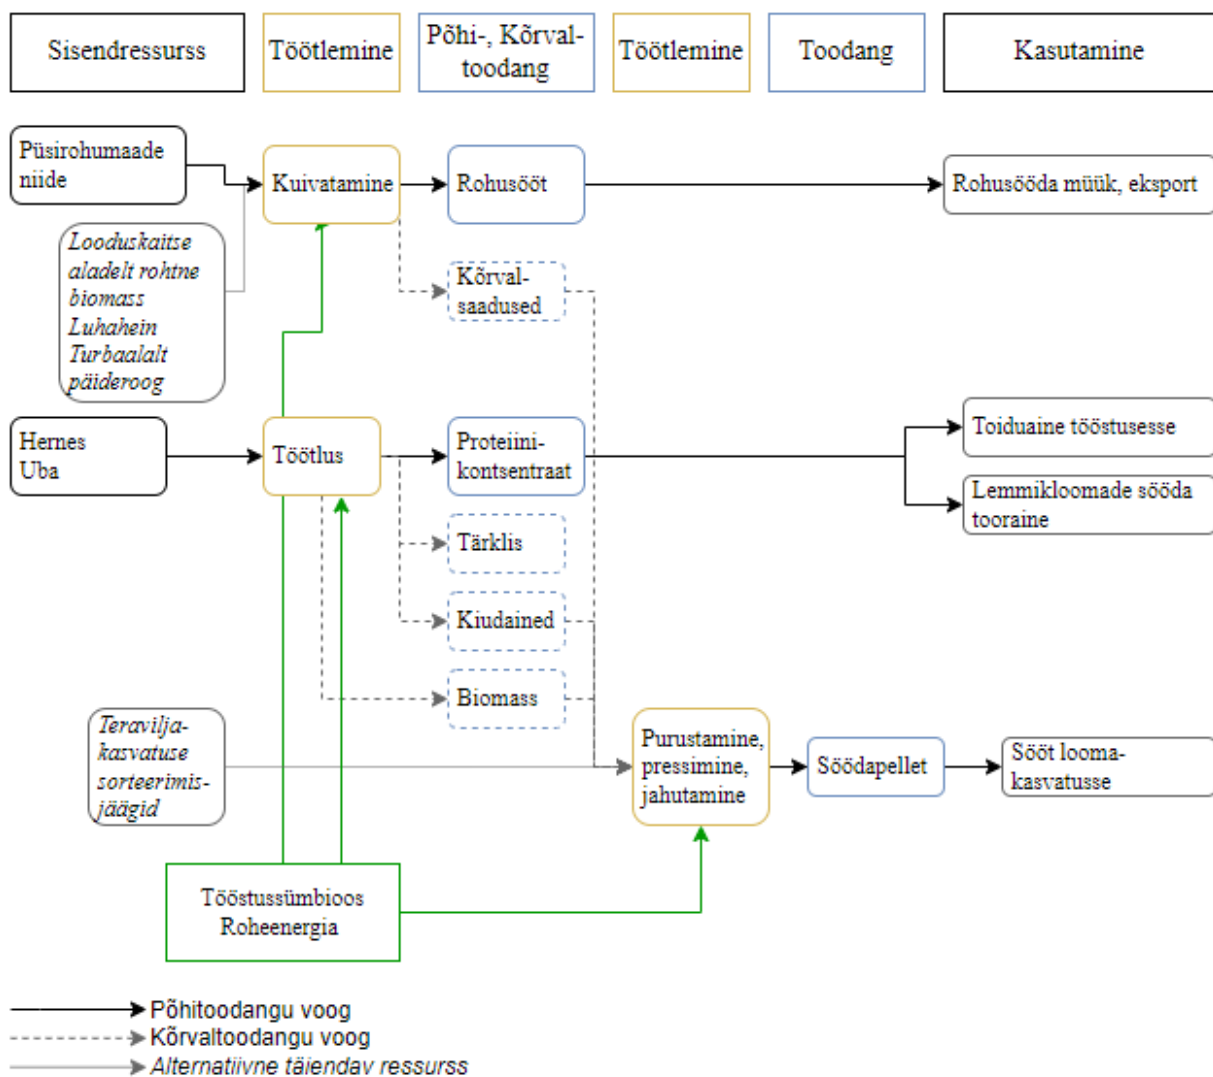 Sisendressurss
Töötlemine
Põhi-, Kõrval-
toodang
Töötlemine
Toodang
Kasutamine
Püsirohumaade
niide
Kuivatamine
Rohusööt
Rohusööda müük, eksport
Looduskaitse
aladelt rohtne
biomass
Luhahein
Turbaalalt
päideroog
Kõrval-
saadused
Hernes
Uba
Töötlus
Proteiini-
kontsentraat
Toiduaine tööstusesse
Lemmikloomade sööda
tooraine
Tärklis
Kiudained
Biomass
Teravilja-
kasvatuse
sorteerimis-
jäägid
Purustamine,
pressimine,
jahutamine
Söödapellet
Sööt looma-
kasvatusse
Tööstussümbioos
Roheenergia
Põhitoodangu voog
Kõrvaltoodangu voog
Alternatiivne täiendav ressurss